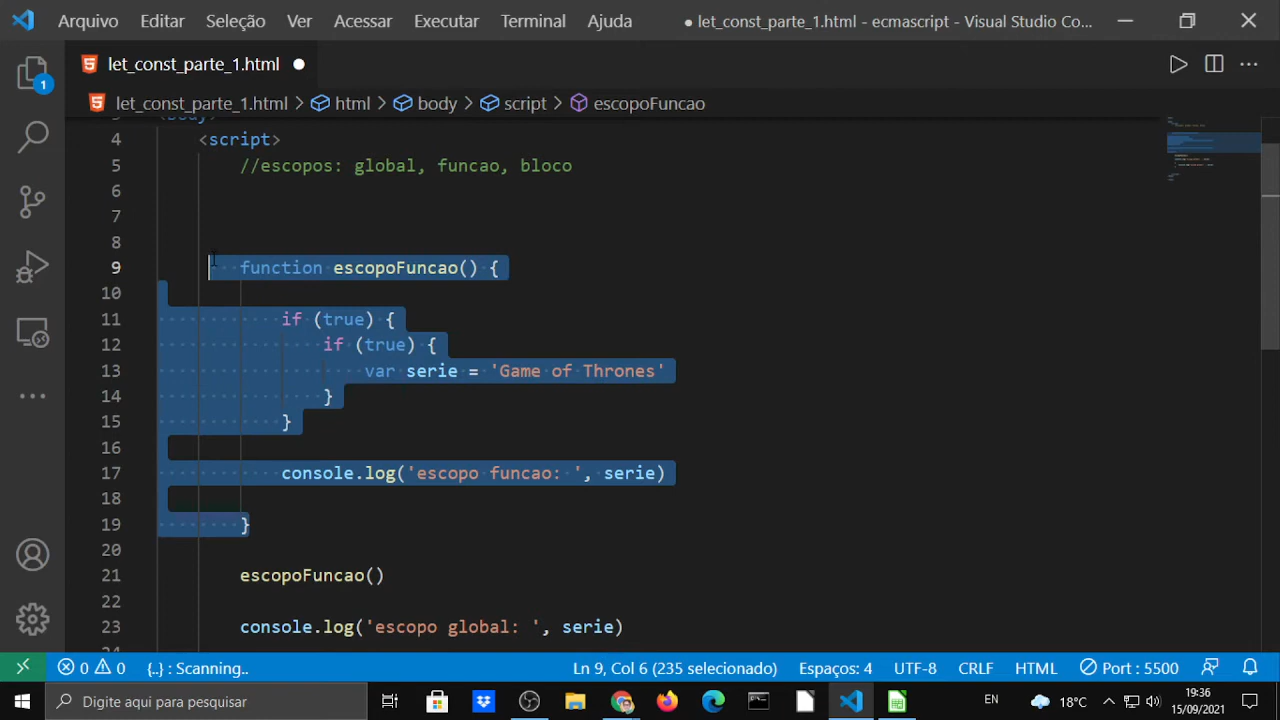 Arquivo Editar Seleção Ver Acessar Executar Terminal Ajuda ● let_const_parte_1.html - ecmascript - Visual Studio Co...
let_const_parte_1.html ●
let_const_parte_1.html > html > body > script > escopoFuncao
3 <body>
4 <script>
5 //escopos: global, funcao, bloco
6
7
8
9 function escopoFuncao() {
10
11 if (true) {
12 if (true) {
13 var serie = 'Game of Thrones'
14 }
15 }
16
17 console.log('escopo funcao: ', serie)
18
19 }
20
21 escopoFuncao()
22
23 console.log('escopo global: ', serie)
24
1
0 0 {..} : Scanning.. Ln 9, Col 6 (235 selecionado) Espaços: 4 UTF-8 CRLF HTML Port : 5500
Digite aqui para pesquisar EN 18°C 19:36
15/09/2021